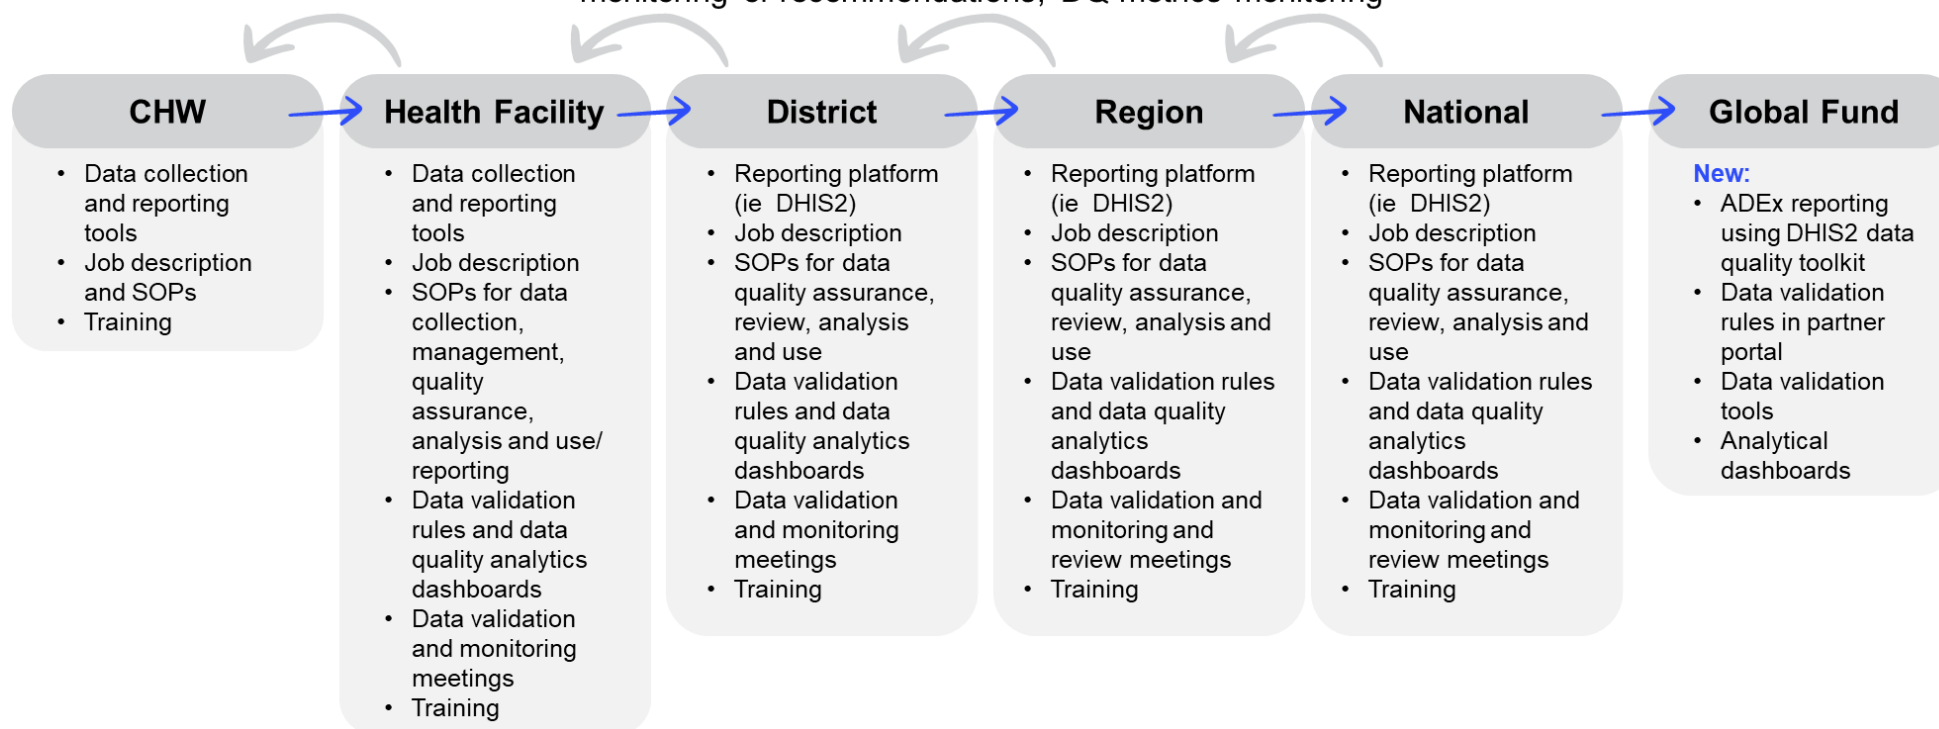 monitoring of recommendations, DQ metrics monitoring
CHW
• Data collection
and reporting
tools
• Job description
and SOPs
• Training
Health Facility
• Data collection
and reporting
tools
• Job description
• SOPs for data
collection,
management,
quality
assurance,
analysis and use/
reporting
• Data validation
rules and data
quality analytics
dashboards
• Data validation
and monitoring
meetings
• Training
District
• Reporting platform
(ie DHIS2)
• Job description
• SOPs for data
quality assurance,
review, analysis
and use
• Data validation
rules and data
quality analytics
dashboards
• Data validation
and monitoring
meetings
• Training
Region
• Reporting platform
(ie DHIS2)
• Job description
• SOPs for data
quality assurance,
review, analysis and
use
• Data validation rules
and data quality
analytics
dashboards
• Data validation and
monitoring and
review meetings
• Training
National
• Reporting platform
(ie DHIS2)
• Job description
• SOPs for data
quality assurance,
review, analysis and
use
• Data validation rules
and data quality
analytics
dashboards
• Data validation and
monitoring and
review meetings
• Training
Global Fund
New:
• ADEx reporting
using DHIS2 data
quality toolkit
• Data validation
rules in partner
portal
• Data validation
tools
• Analytical
dashboards